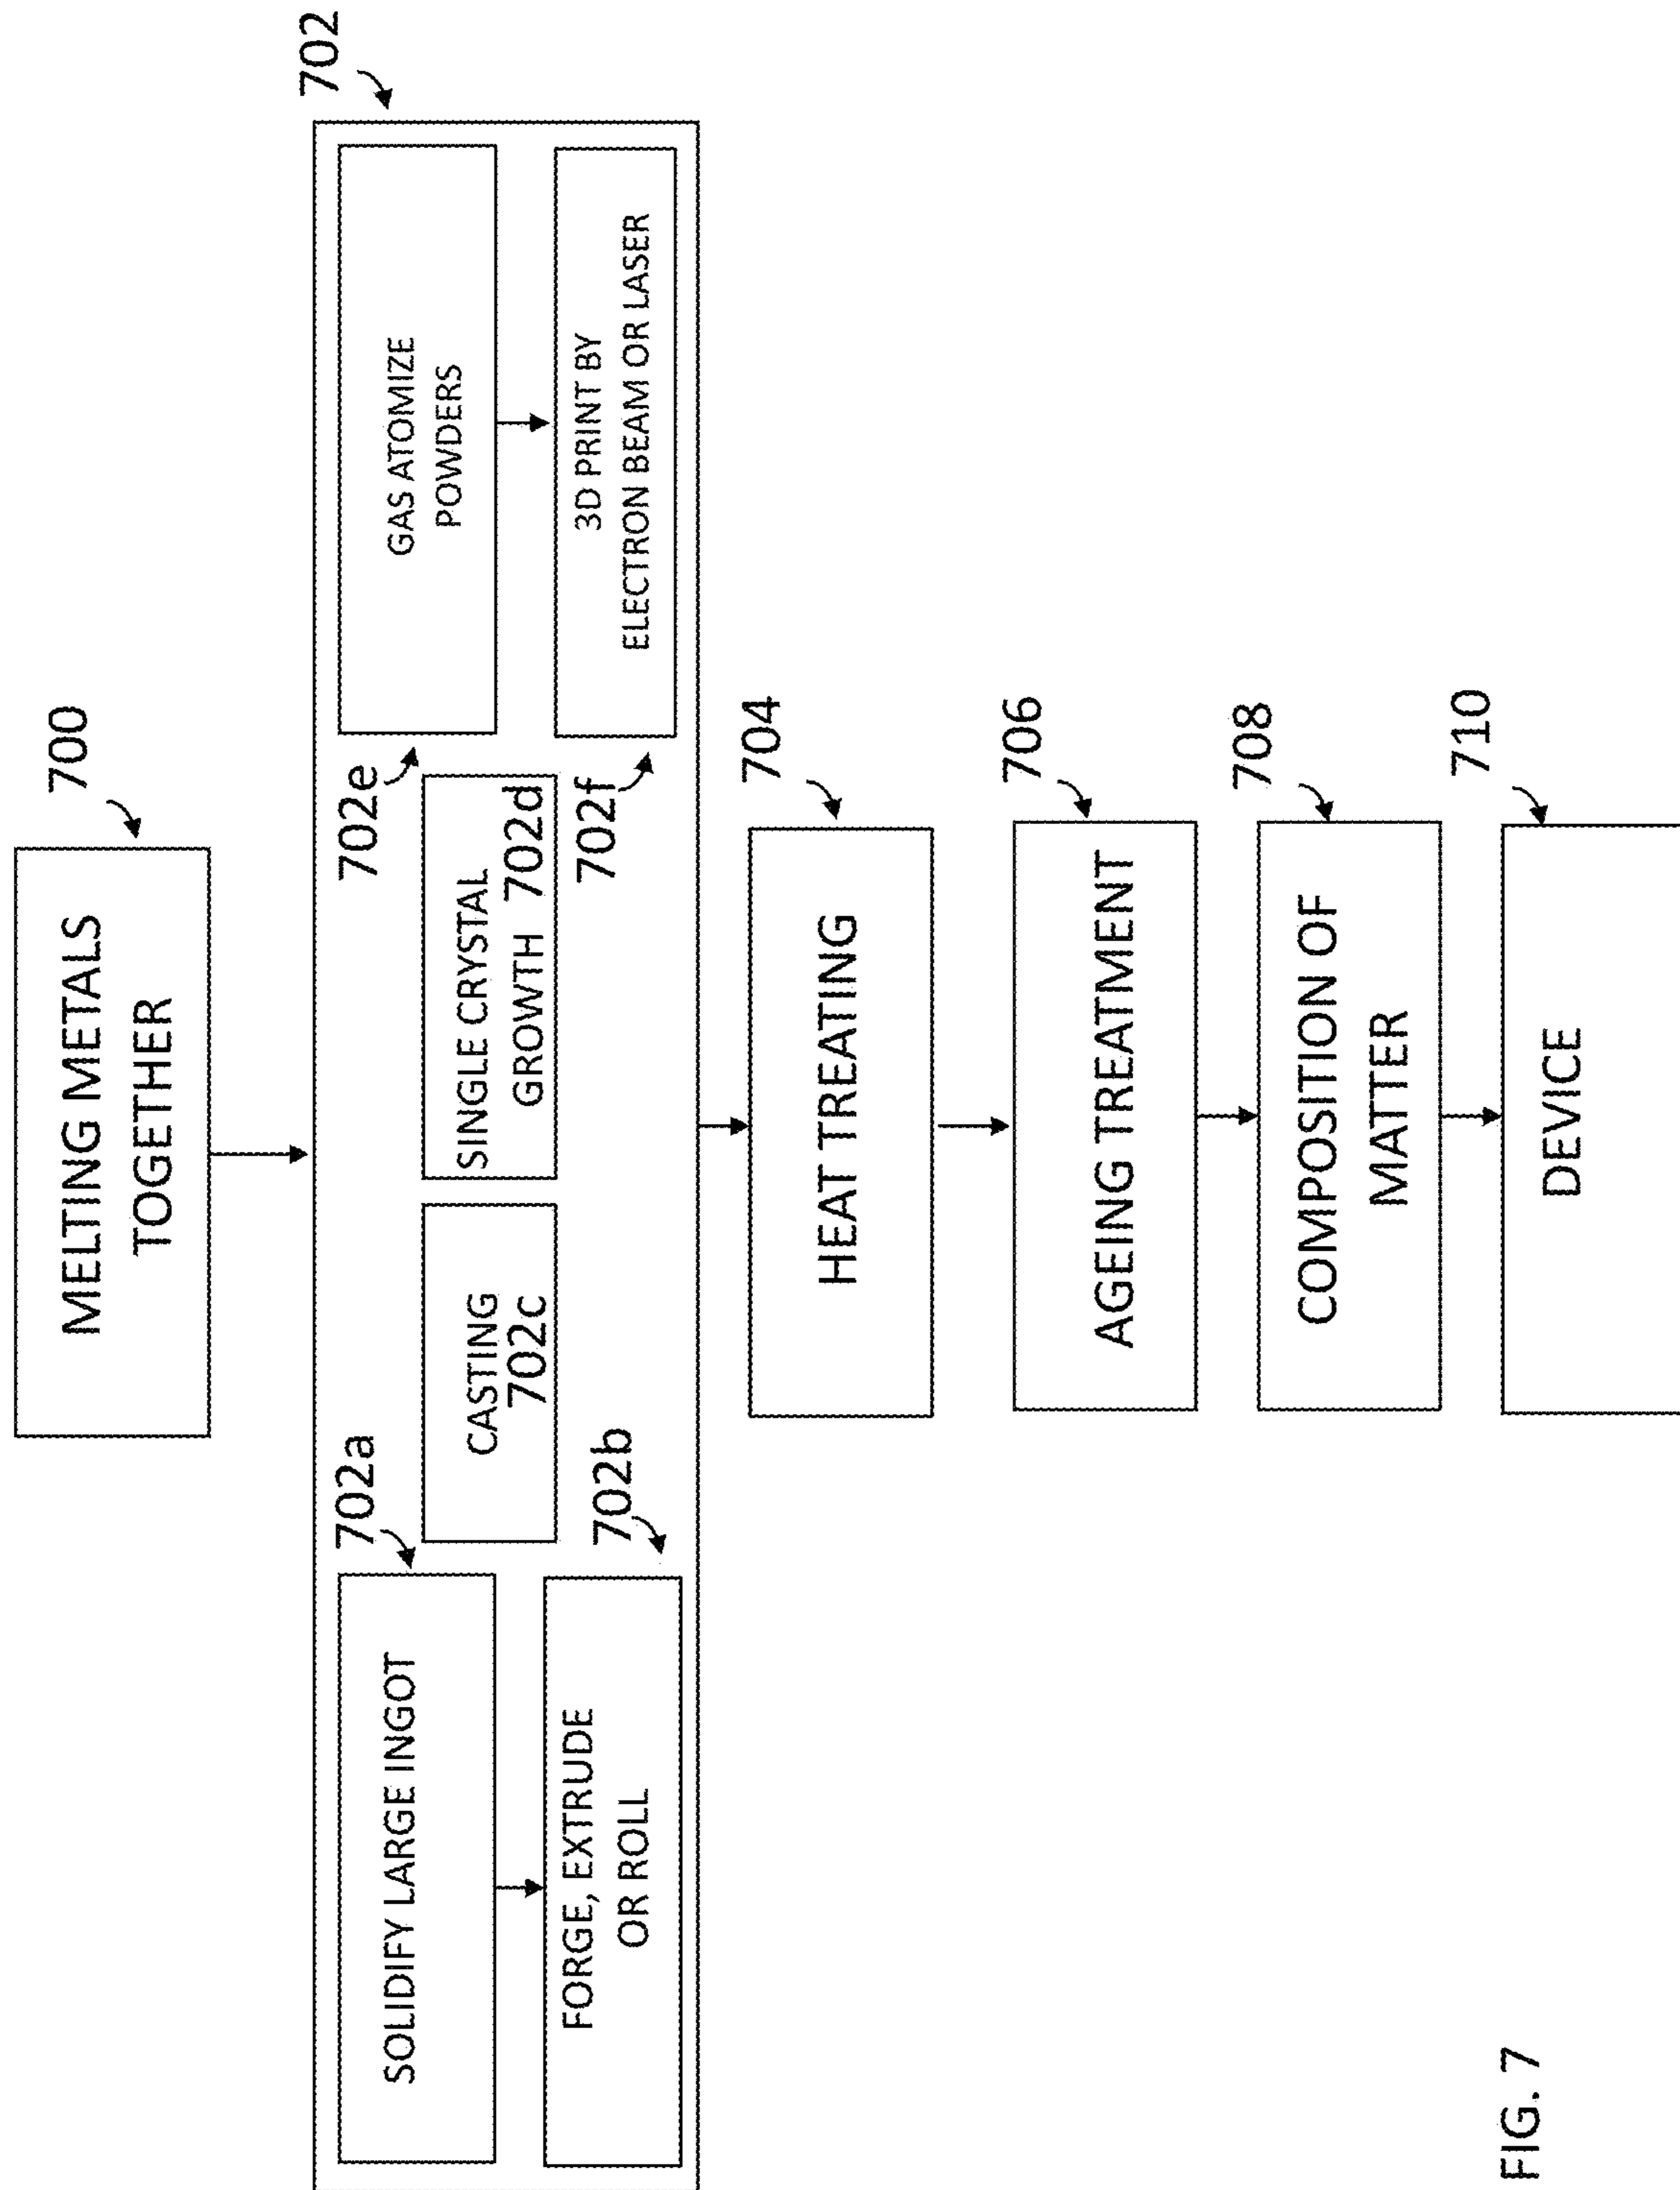 700
MELTING METALS
TOGETHER
702
702a
SOLIDIFY LARGE INGOT
702b
FORGE, EXTRUDE
OR ROLL
CASTING
702c
SINGLE CRYSTAL
GROWTH 702d
702e
GAS ATOMIZE
POWDERS
702f
3D PRINT BY
ELECTRON BEAM OR LASER
704
HEAT TREATING
706
AGEING TREATMENT
708
COMPOSITION OF
MATTER
710
DEVICE
FIG. 7